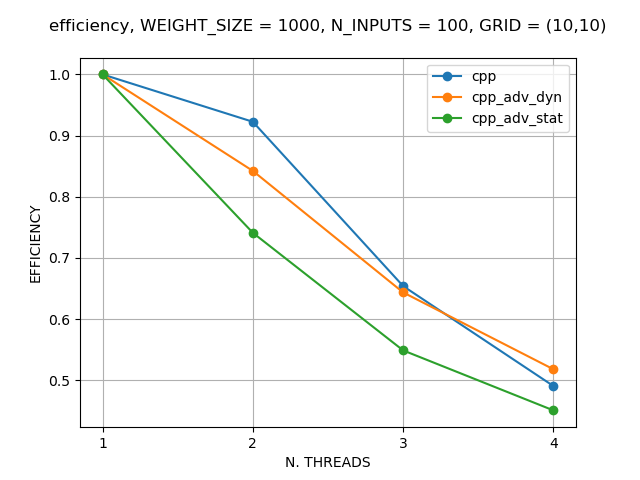 efficiency, WEIGHT_SIZE = 1000, N_INPUTS = 100, GRID = (10,10)
cpp
cpp_adv_dyn
cpp_adv_stat
1.0
0.9
0.8
0.7
0.6
0.5
EFFICIENCY
1 2 3 4
N. THREADS